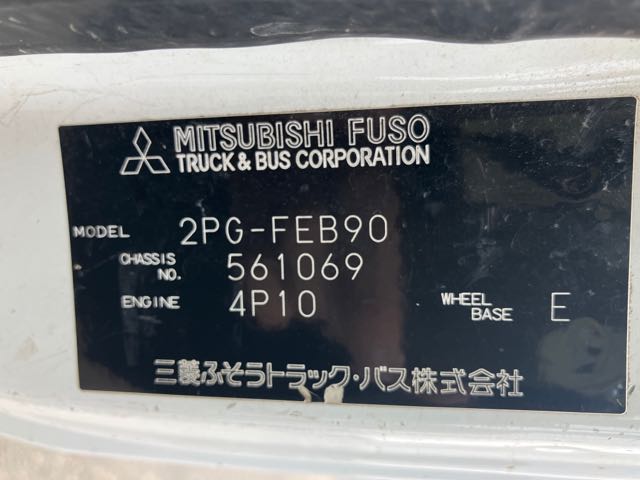 MITSUBISHI FUSO
TRUCK & BUS CORPORATION
MODEL 2PG-FEB90
CHASSIS NO. 561069
ENGINE 4P10 WHEEL BASE E
三菱ふそうトラック・バス株式会社